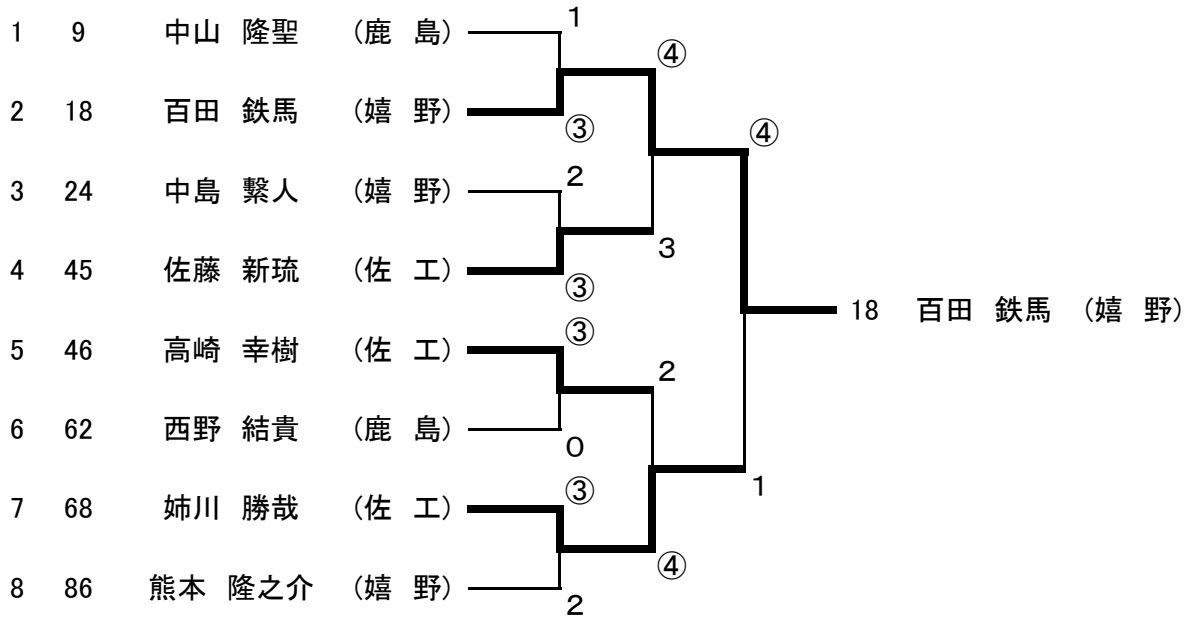 1
1 9 中山 隆聖 (鹿 島)
④
2 18 百田 鉄馬 (嬉 野)
③
④
2
3 24 中島 繋人 (嬉 野)
3
4 45 佐藤 新琉 (佐 工)
③
18 百田 鉄馬 (嬉 野)
③
5 46 高崎 幸樹 (佐 工)
2
6 62 西野 結貴 (鹿 島)
0
1
③
7 68 姉川 勝哉 (佐 工)
④
8 86 熊本 隆之介 (嬉 野)
2